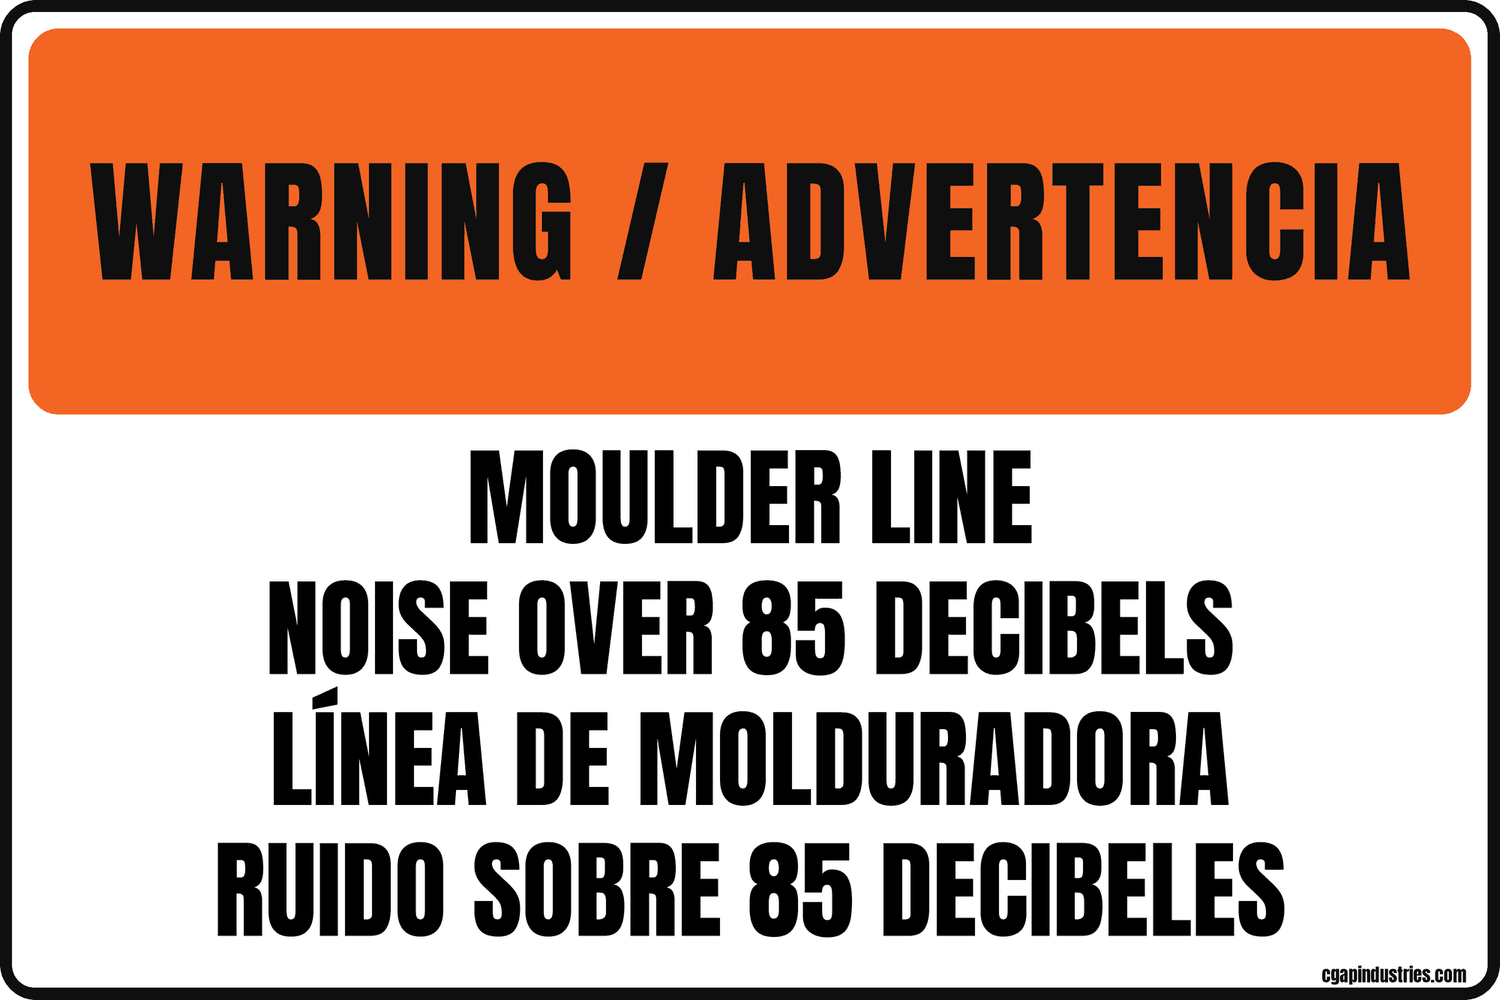 WARNING / ADVERTENCIA
MOULDER LINE
NOISE OVER 85 DECIBELS
LÍNEA DE MOLDURADORA
RUIDO SOBRE 85 DECIBELES
cgapindustries.com